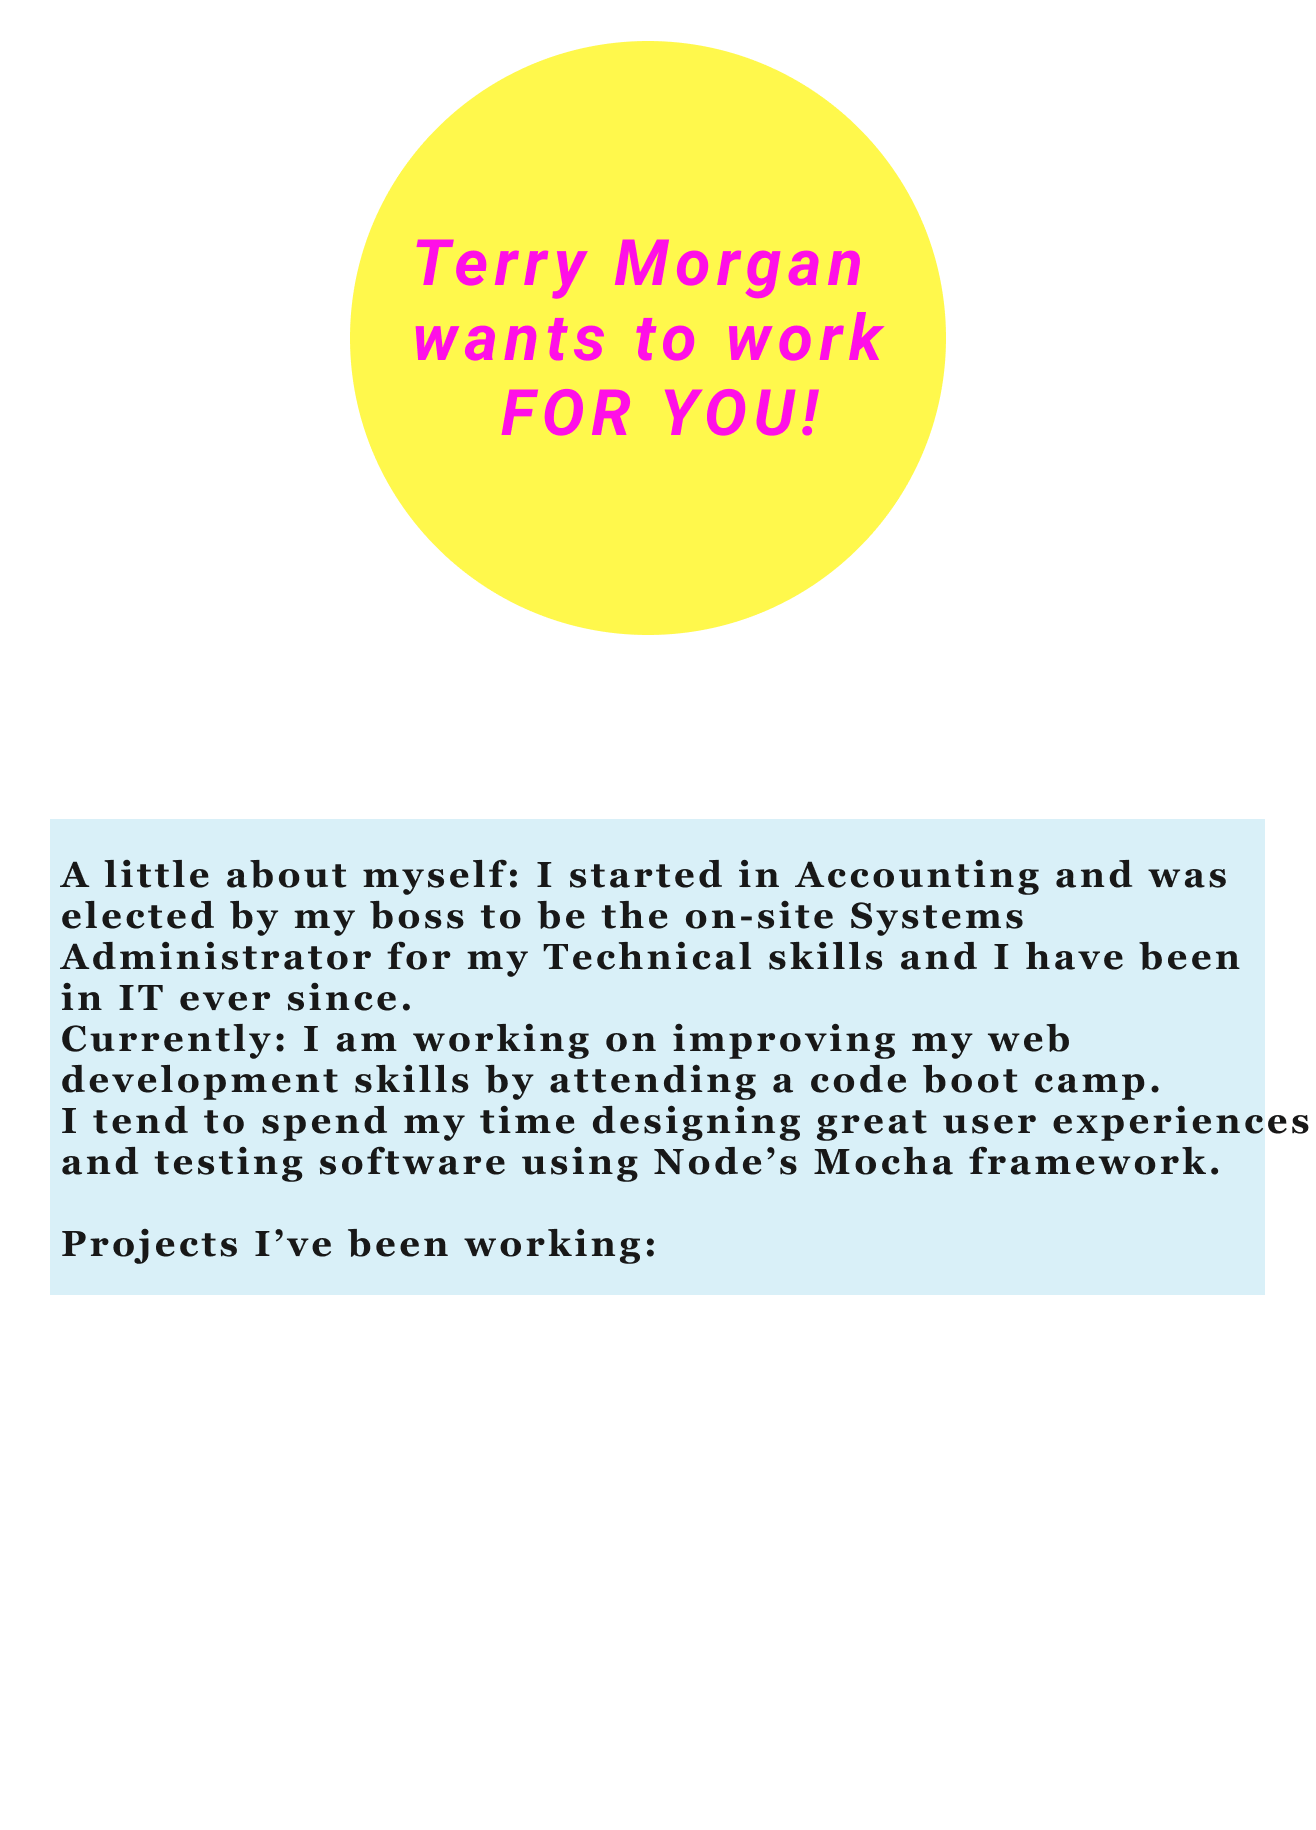 Terry Morgan
wants to work
FOR YOU!
A little about myself: I started in Accounting and was
elected by my boss to be the on-site Systems
Administrator for my Technical skills and I have been
in IT ever since.
Currently: I am working on improving my web
development skills by attending a code boot camp.
I tend to spend my time designing great user experiences
and testing software using Node’s Mocha framework.
Projects I’ve been working: